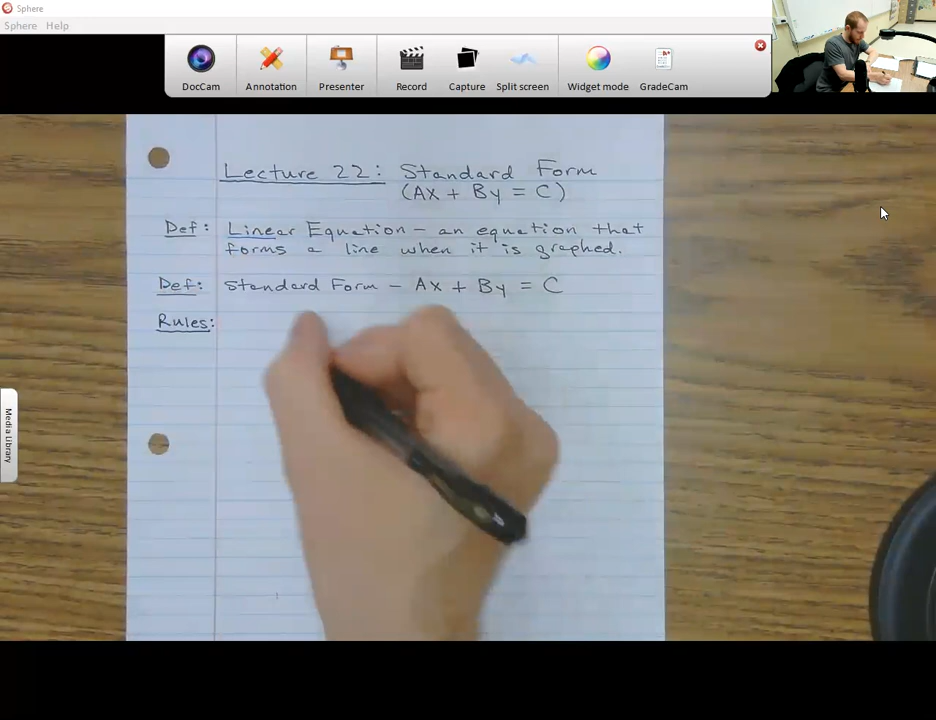 Sphere
Sphere Help
DocCam Annotation Presenter Record Capture Split screen Widget mode GradeCam
Lecture 22: Standard Form
(Ax + By = C)
Def: Linear Equation - an equation that
forms a line when it is graphed.
Def: Standard Form - Ax + By = C
Rules:
Media Library